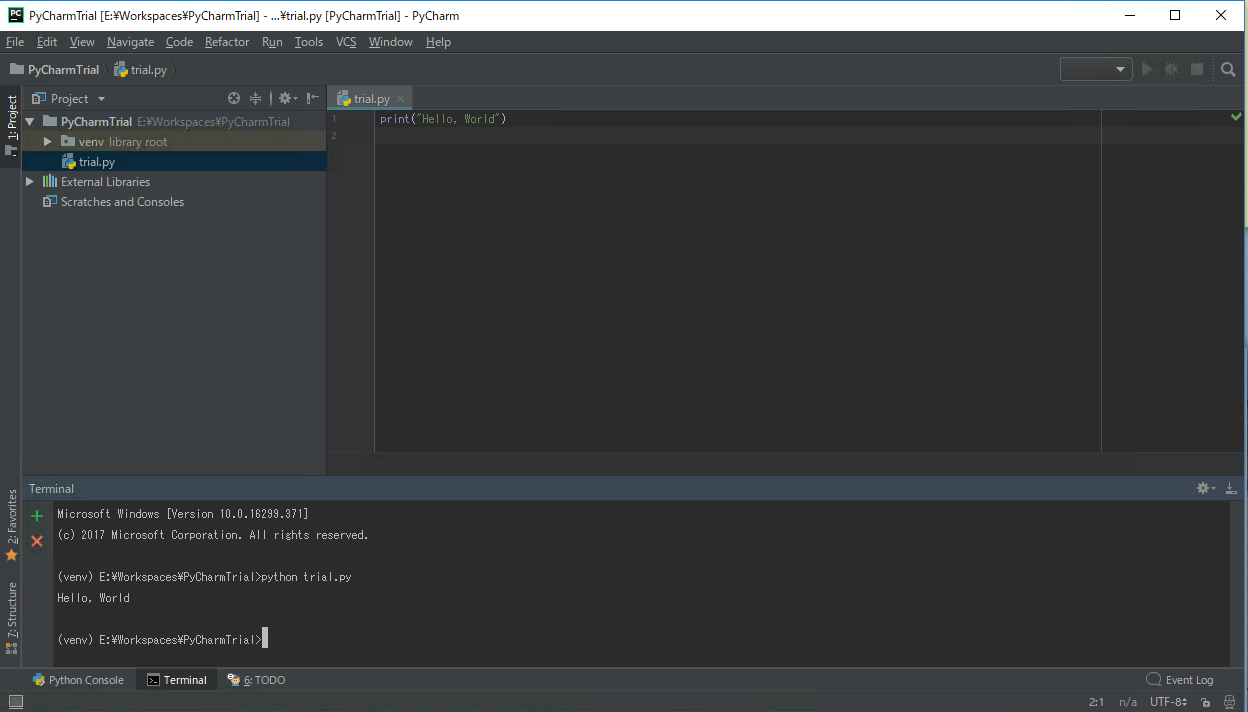 PC PyCharmTrial [E:¥Workspaces¥PyCharmTrial] - ...¥trial.py [PyCharmTrial] - PyCharm
File Edit View Navigate Code Refactor Run Tools VCS Window Help
PyCharmTrial trial.py
1: Project
Project
trial.py
PyCharmTrial E:¥Workspaces¥PyCharmTrial
venv library root
trial.py
External Libraries
Scratches and Consoles
1 print("Hello, World")
2
Terminal
2: Favorites
7: Structure
Microsoft Windows [Version 10.0.16299.371]
(c) 2017 Microsoft Corporation. All rights reserved.
(venv) E:¥Workspaces¥PyCharmTrial>python trial.py
Hello, World
(venv) E:¥Workspaces¥PyCharmTrial>
Python Console Terminal 6: TODO Event Log
2:1 n/a UTF-8